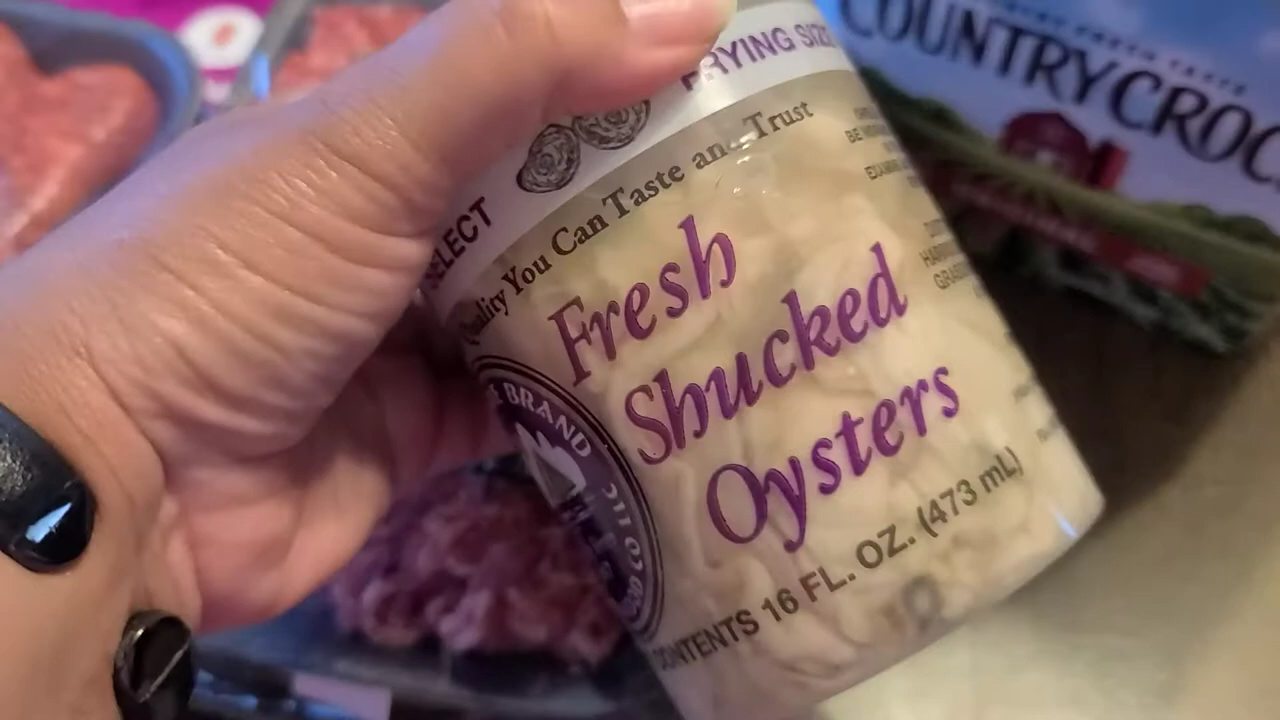 FRYING SIZE
SELECT
Quality You Can Taste and Trust
Fresh
Shucked
Oysters
BRAND
CONTENTS 16 FL. OZ. (473 mL)
COUNTRY CROC